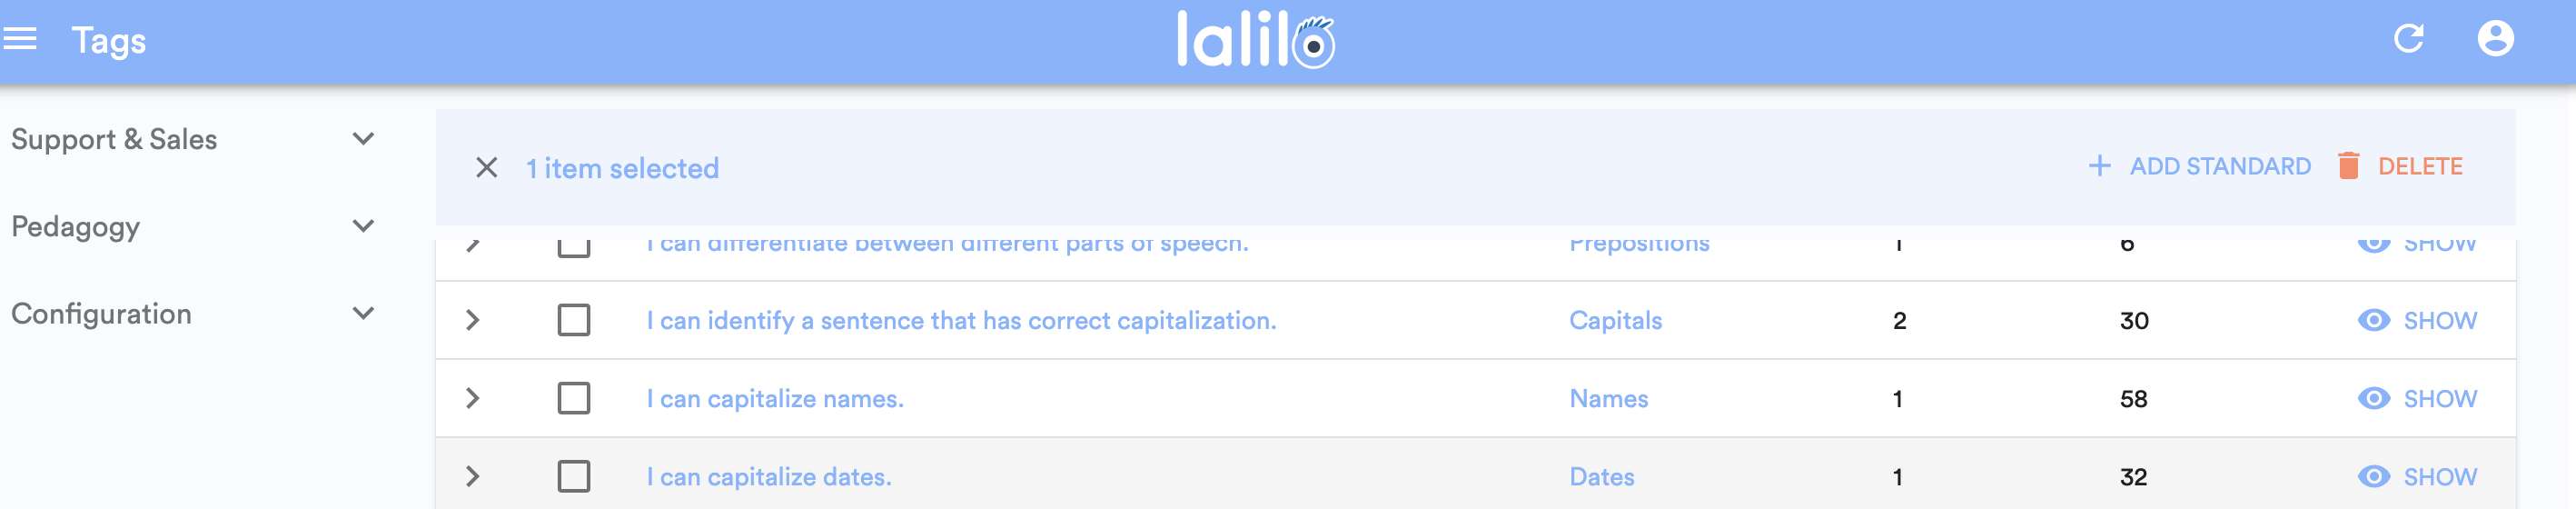 Tags
lalilo
Support & Sales
Pedagogy
Configuration
1 item selected
ADD STANDARD
DELETE
I can differentiate between different parts of speech. Prepositions 1 6 SHOW
I can identify a sentence that has correct capitalization. Capitals 2 30 SHOW
I can capitalize names. Names 1 58 SHOW
I can capitalize dates. Dates 1 32 SHOW